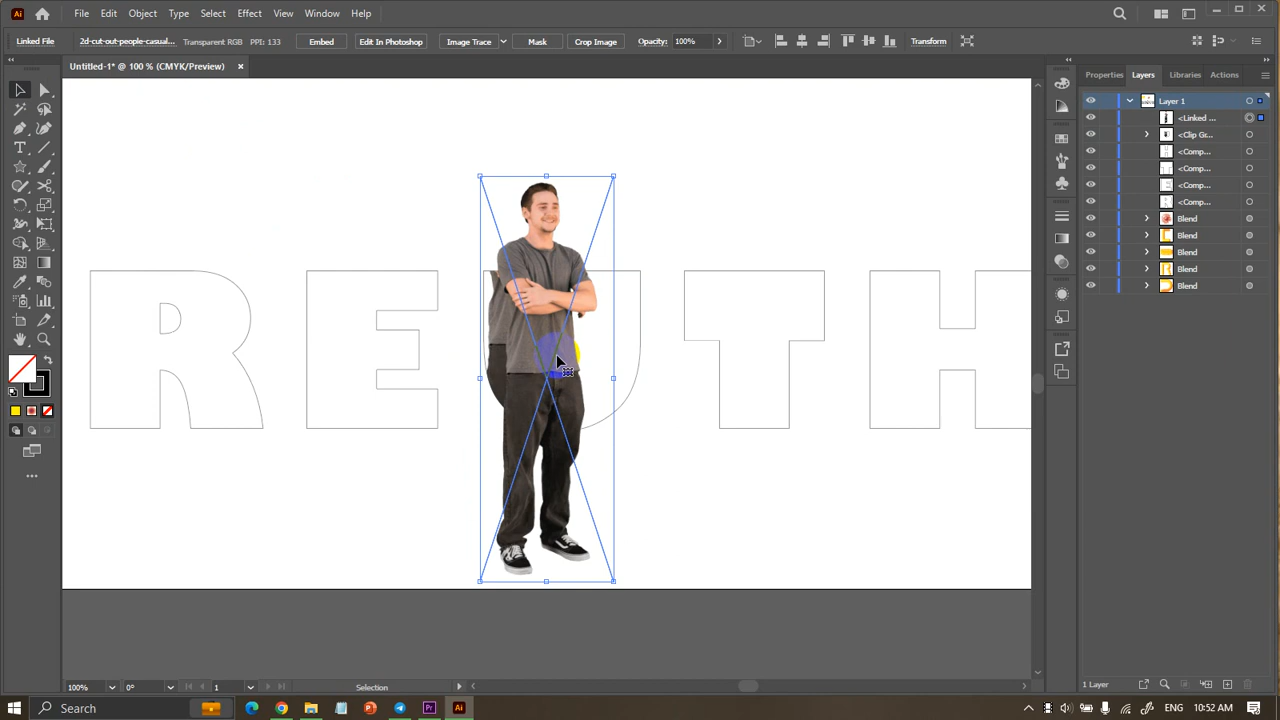 Ai
File Edit Object Type Select Effect View Window Help
Linked File 2d-cut-out-people-casual... Transparent RGB PPI: 133 Embed Edit In Photoshop Image Trace Mask Crop Image Opacity: 100% Transform
Untitled-1* @ 100 % (CMYK/Preview)
Properties Layers Libraries Actions
Layer 1
<Linked ...
<Clip Gr...
<Comp...
<Comp...
<Comp...
<Comp...
Blend
Blend
Blend
Blend
Blend
R E U T H
100% 0° 1 Selection
1 Layer
Search
Pr Ai
ENG 10:52 AM